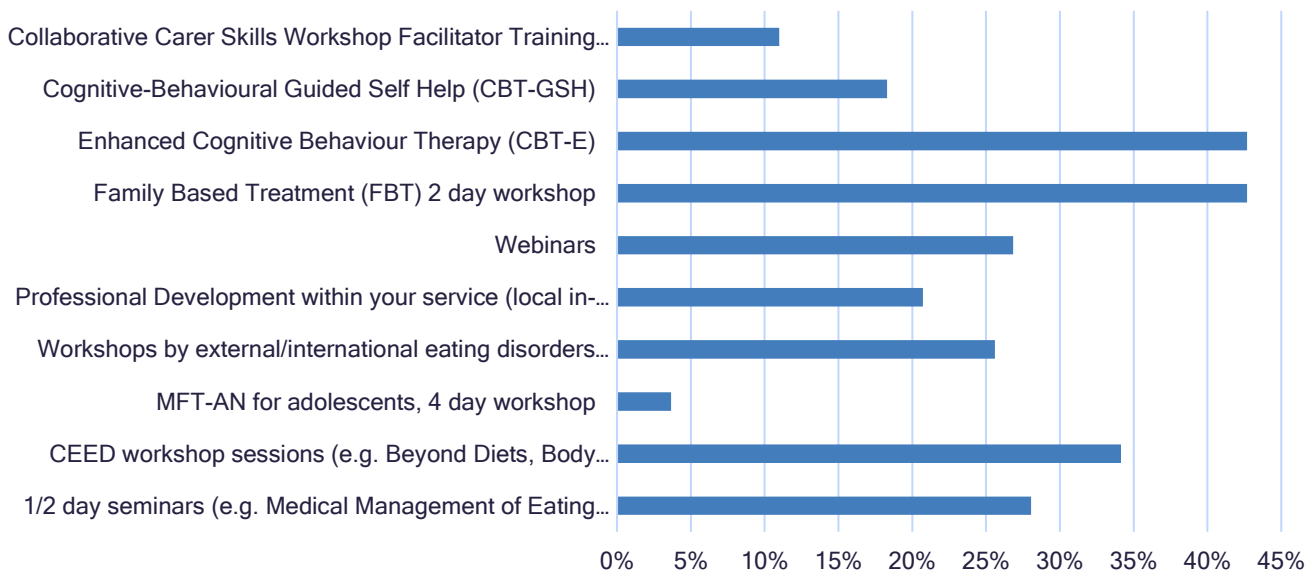 Collaborative Carer Skills Workshop Facilitator Training...
Cognitive-Behavioural Guided Self Help (CBT-GSH)
Enhanced Cognitive Behaviour Therapy (CBT-E)
Family Based Treatment (FBT) 2 day workshop
Webinars
Professional Development within your service (local in-...
Workshops by external/international eating disorders...
MFT-AN for adolescents, 4 day workshop
CEED workshop sessions (e.g. Beyond Diets, Body...
1/2 day seminars (e.g. Medical Management of Eating...
0% 5% 10% 15% 20% 25% 30% 35% 40% 45%